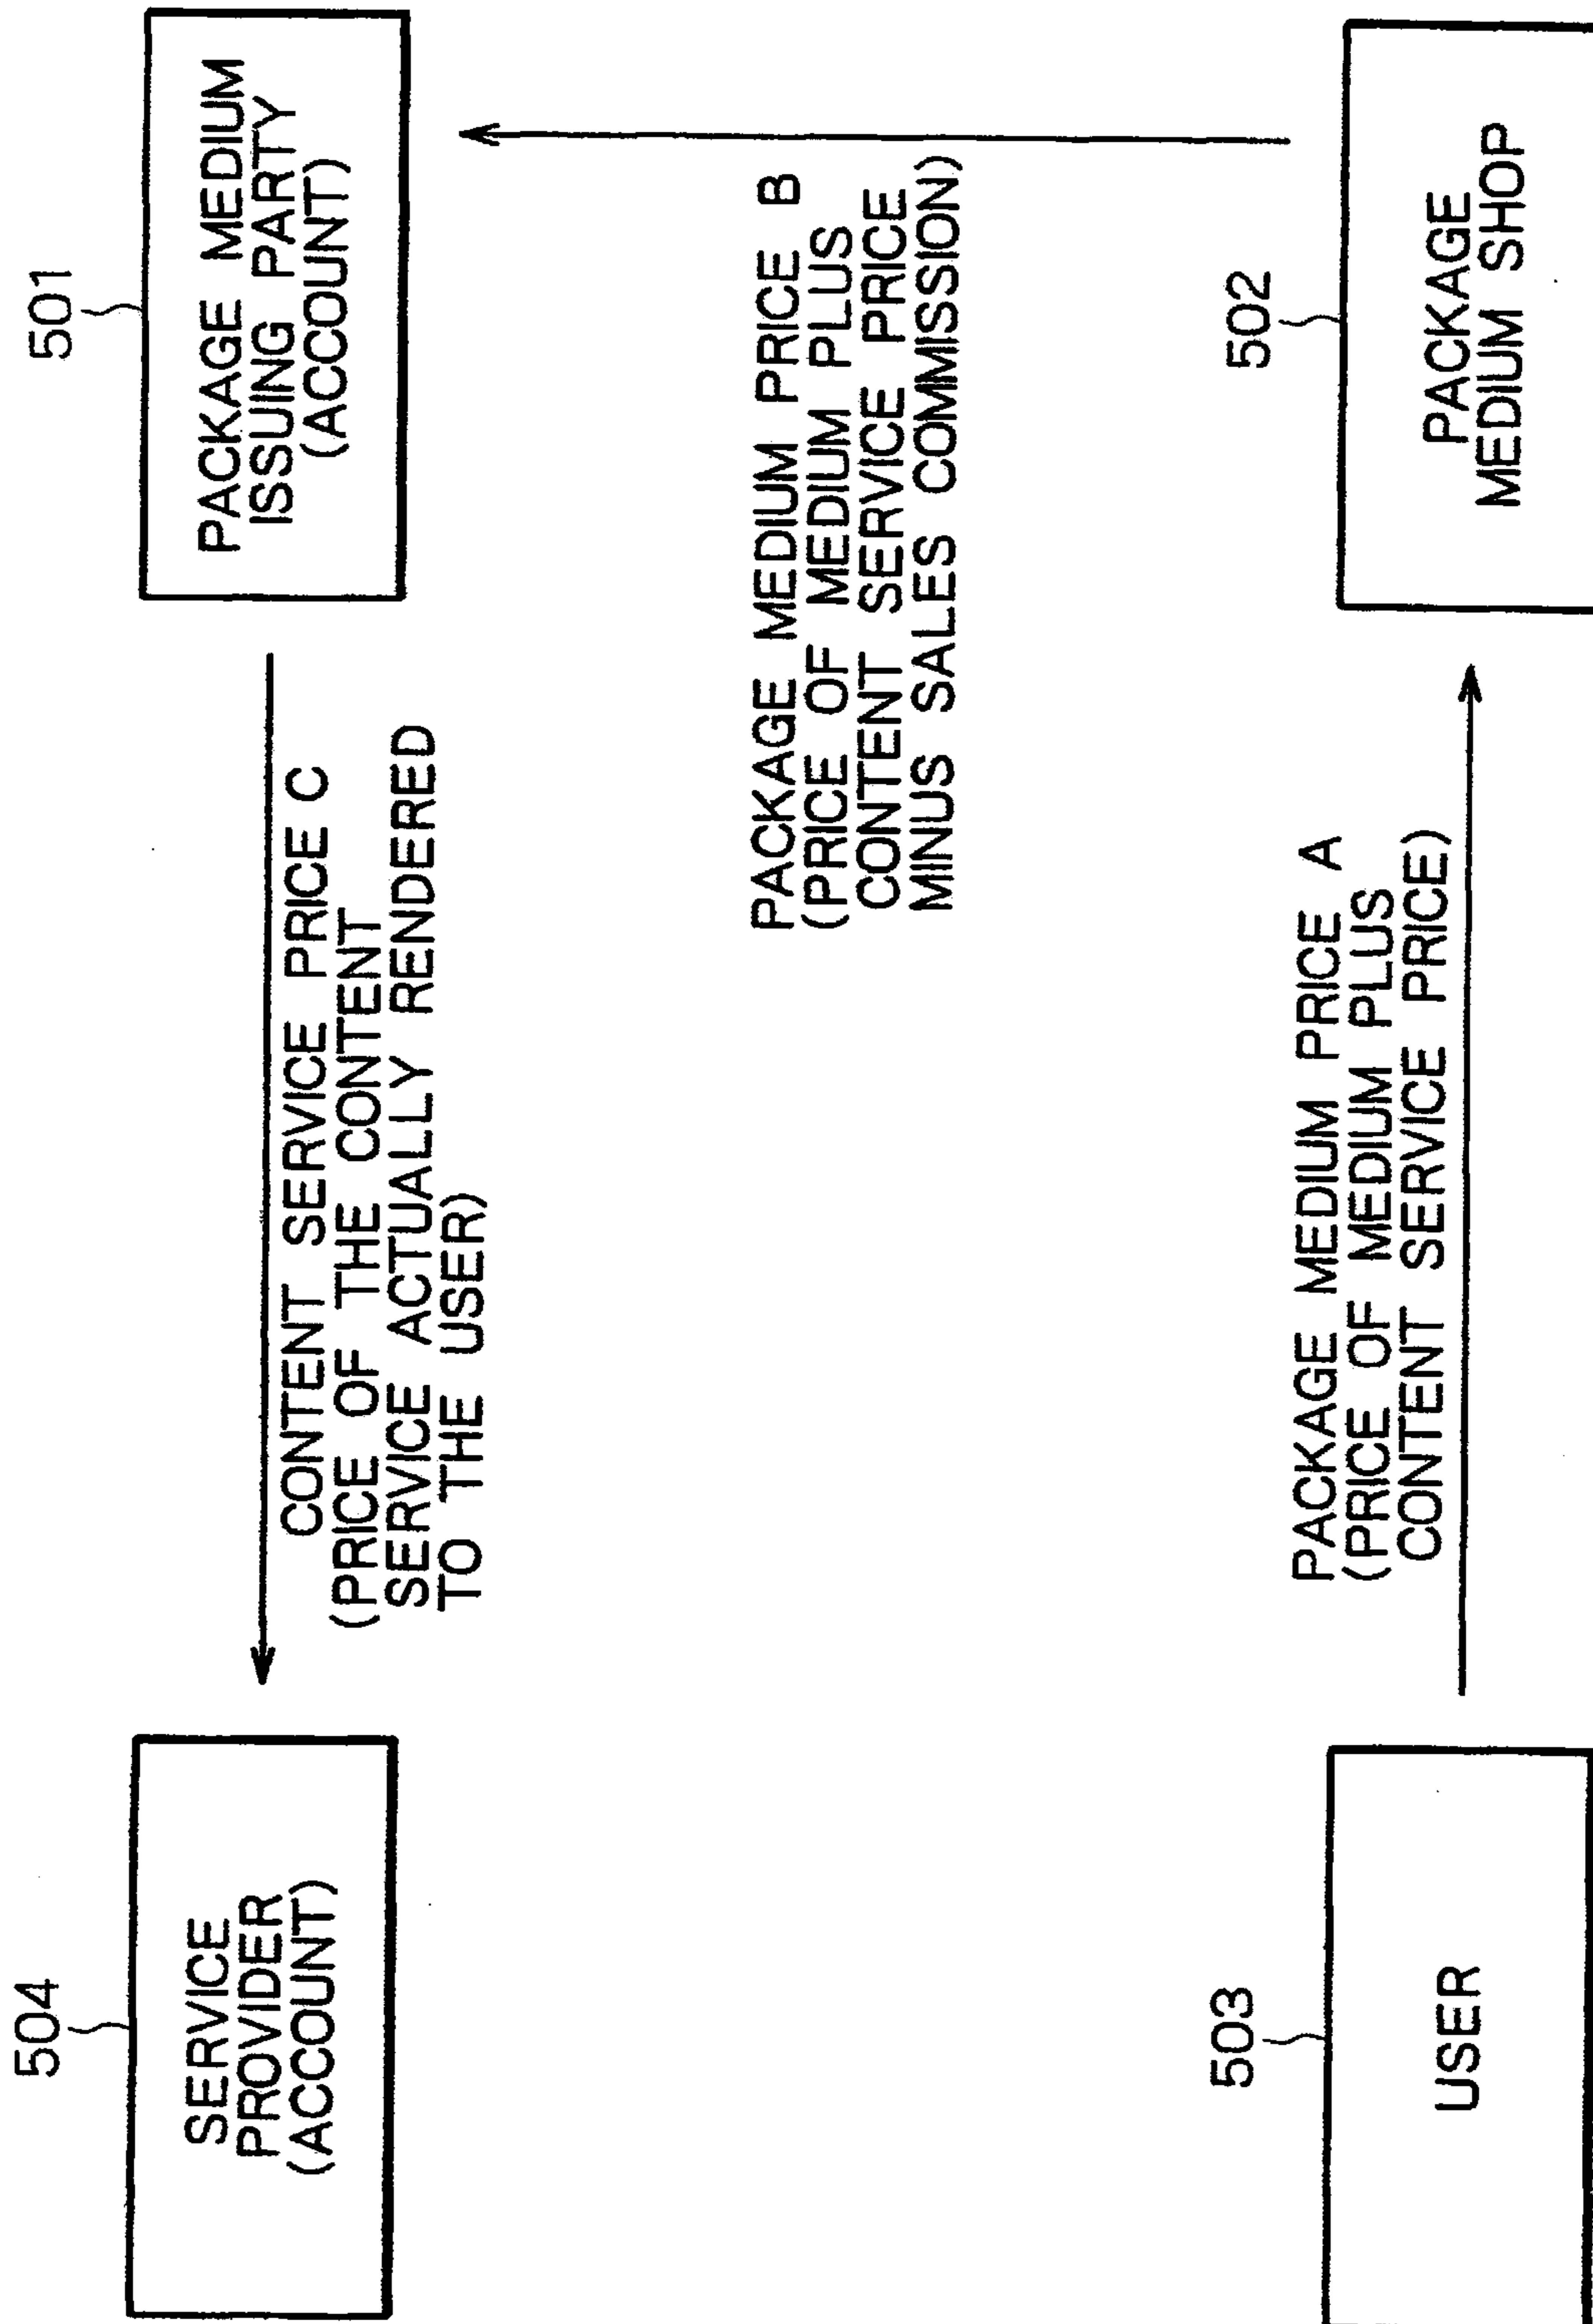 504
SERVICE
PROVIDER
(ACCOUNT)
CONTENT SERVICE PRICE C
(PRICE OF THE CONTENT
SERVICE ACTUALLY RENDERED
TO THE USER)
501
PACKAGE MEDIUM
ISSUING PARTY
(ACCOUNT)
PACKAGE MEDIUM PRICE B
(PRICE OF MEDIUM PLUS
CONTENT SERVICE PRICE
MINUS SALES COMMISSION)
503
USER
PACKAGE MEDIUM PRICE A
(PRICE OF MEDIUM PLUS
CONTENT SERVICE PRICE)
502
PACKAGE
MEDIUM SHOP